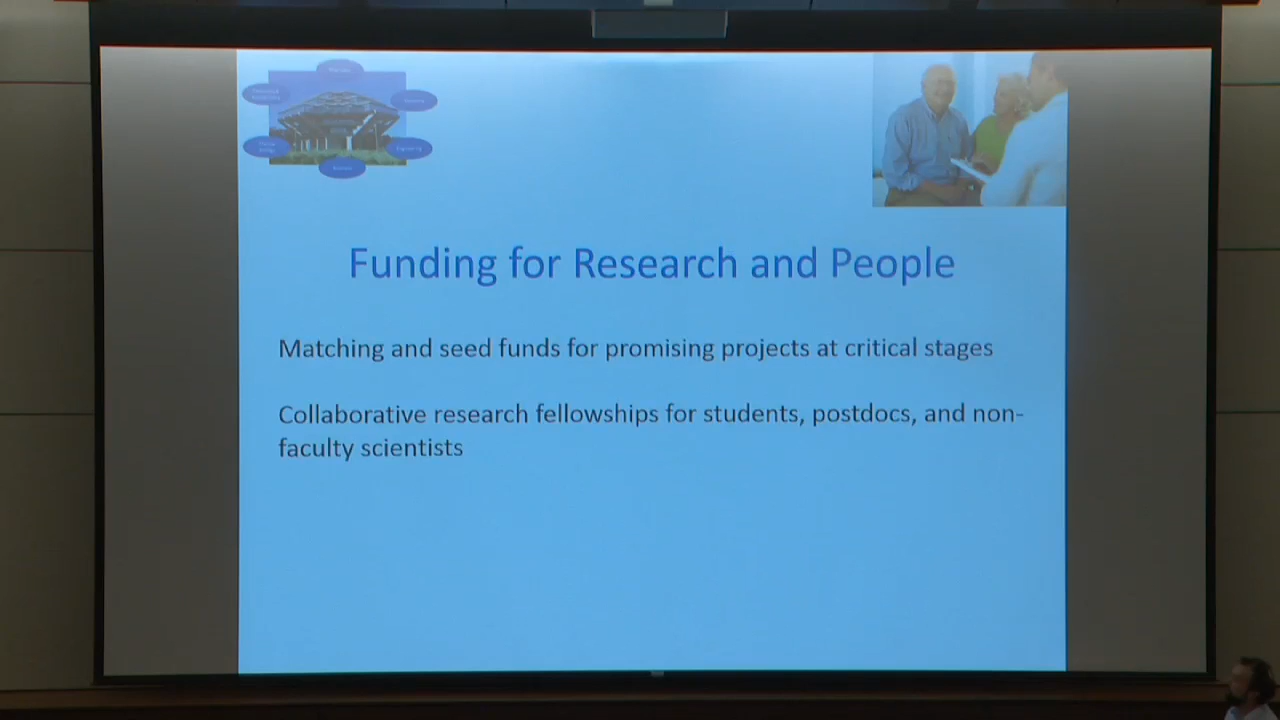 Funding for Research and People
Matching and seed funds for promising projects at critical stages
Collaborative research fellowships for students, postdocs, and non-
faculty scientists